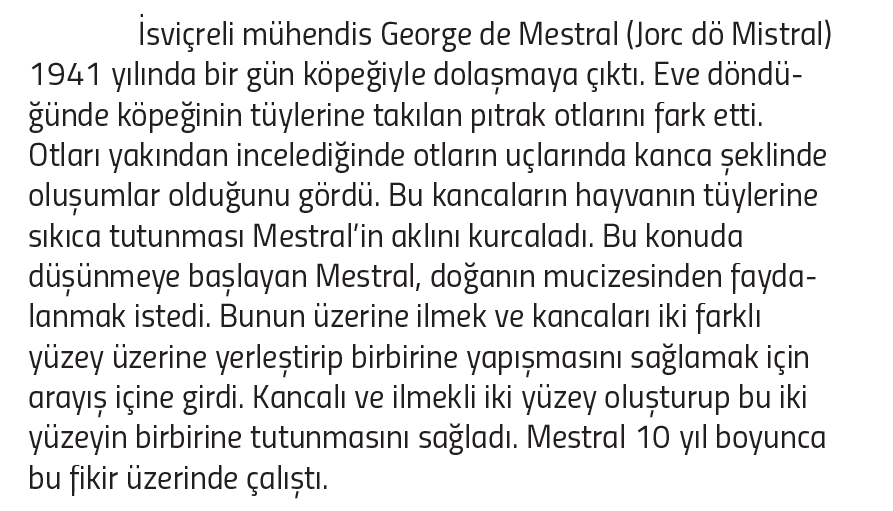 İsviçreli mühendis George de Mestral (Jorc dö Mistral)
1941 yılında bir gün köpeğiyle dolaşmaya çıktı. Eve döndü-
ğünde köpeğinin tüylerine takılan pıtrak otlarını fark etti.
Otları yakından incelediğinde otların uçlarında kanca şeklinde
oluşumlar olduğunu gördü. Bu kancaların hayvanın tüylerine
sıkıca tutunması Mestral’in aklını kurcaladı. Bu konuda
düşünmeye başlayan Mestral, doğanın mucizesinden fayda-
lanmak istedi. Bunun üzerine ilmek ve kancaları iki farklı
yüzey üzerine yerleştirip birbirine yapışmasını sağlamak için
arayış içine girdi. Kancalı ve ilmekli iki yüzey oluşturup bu iki
yüzeyin birbirine tutunmasını sağladı. Mestral 10 yıl boyunca
bu fikir üzerinde çalıştı.